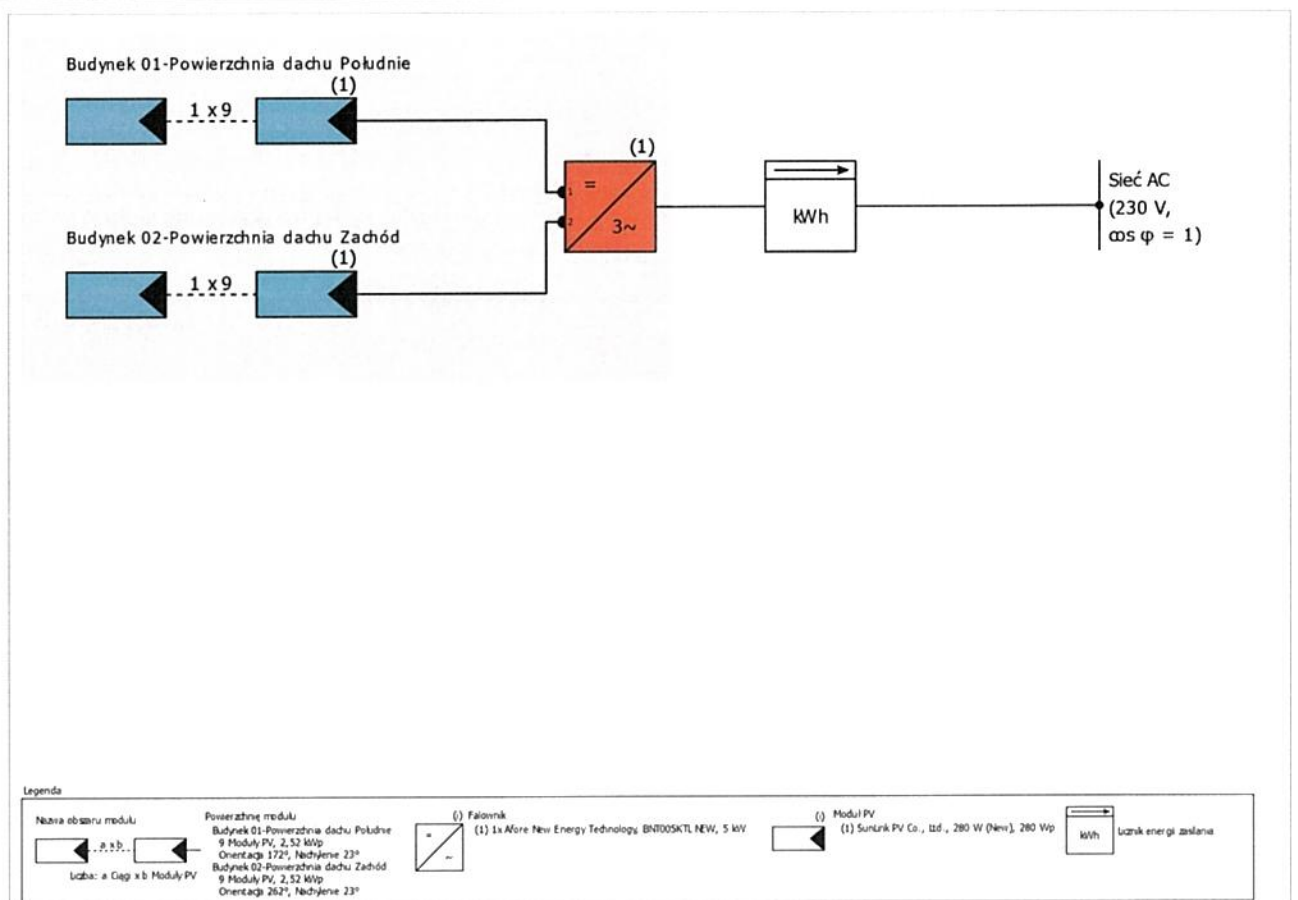 Budynek 01-Powierzchnia dachu Południe
(1)
1 x 9
(1)
1
=
2
3~
kWh
Sieć AC
(230 V,
cos φ = 1)
Budynek 02-Powierzchnia dachu Zachód
(1)
1 x 9
Legenda
Nazwa obszaru modułu
a x b
Liczba: a Ciągi x b Moduły PV
Powierzchnię modułu
Budynek 01-Powierzchnia dachu Południe
9 Moduły PV, 2,52 kWp
Orientacja 172°, Nachylenie 23°
Budynek 02-Powierzchnia dachu Zachód
9 Moduły PV, 2,52 kWp
Orientacja 262°, Nachylenie 23°
=
~
(i) Falownik
(1) 1x Afore New Energy Technology, BNT005KTL NEW, 5 kW
(i) Moduł PV
(1) SunLink PV Co., Ltd., 280 W (New), 280 Wp
kWh
Licznik energii zasilania